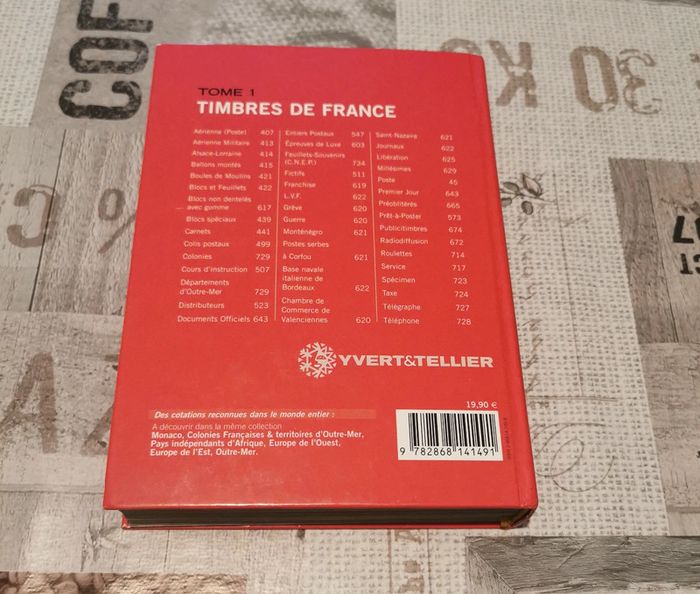 TOME 1
TIMBRES DE FRANCE
Aérienne (Poste) 407
Aérienne Militaire 413
Alsace-Lorraine 414
Ballons montés 415
Boules de Moulins 421
Blocs et Feuillets 422
Blocs non dentelés
avec gomme 617
Blocs spéciaux 439
Carnets 441
Colis postaux 499
Colonies 729
Cours d'instruction 507
Départements
d'Outre-Mer 729
Distributeurs 523
Documents Officiels 643
Entiers Postaux 547
Épreuves de Luxe 603
Feuillets-Souvenirs
(C.N.E.P.) 734
Fictifs 511
Franchise 619
L.V.F. 622
Grève 620
Guerre 620
Monténégro 621
Postes serbes
à Corfou 621
Base navale
italienne de
Bordeaux 622
Chambre de
Commerce de
Valenciennes 620
Saint-Nazaire 621
Journaux 622
Libération 625
Millésimes 629
Poste 45
Premier Jour 643
Préoblitérés 665
Prêt-à-Poster 573
Publicitimbres 674
Radiodiffusion 672
Roulettes 714
Service 717
Spécimen 723
Taxe 724
Télégraphe 727
Téléphone 728
YVERT&TELLIER
19,90 €
Des cotations reconnues dans le monde entier :
A découvrir dans la même collection
Monaco, Colonies Françaises & territoires d'Outre-Mer,
Pays indépendants d'Afrique, Europe de l'Ouest,
Europe de l'Est, Outre-Mer.
9 782868 141491
COF
30 KO